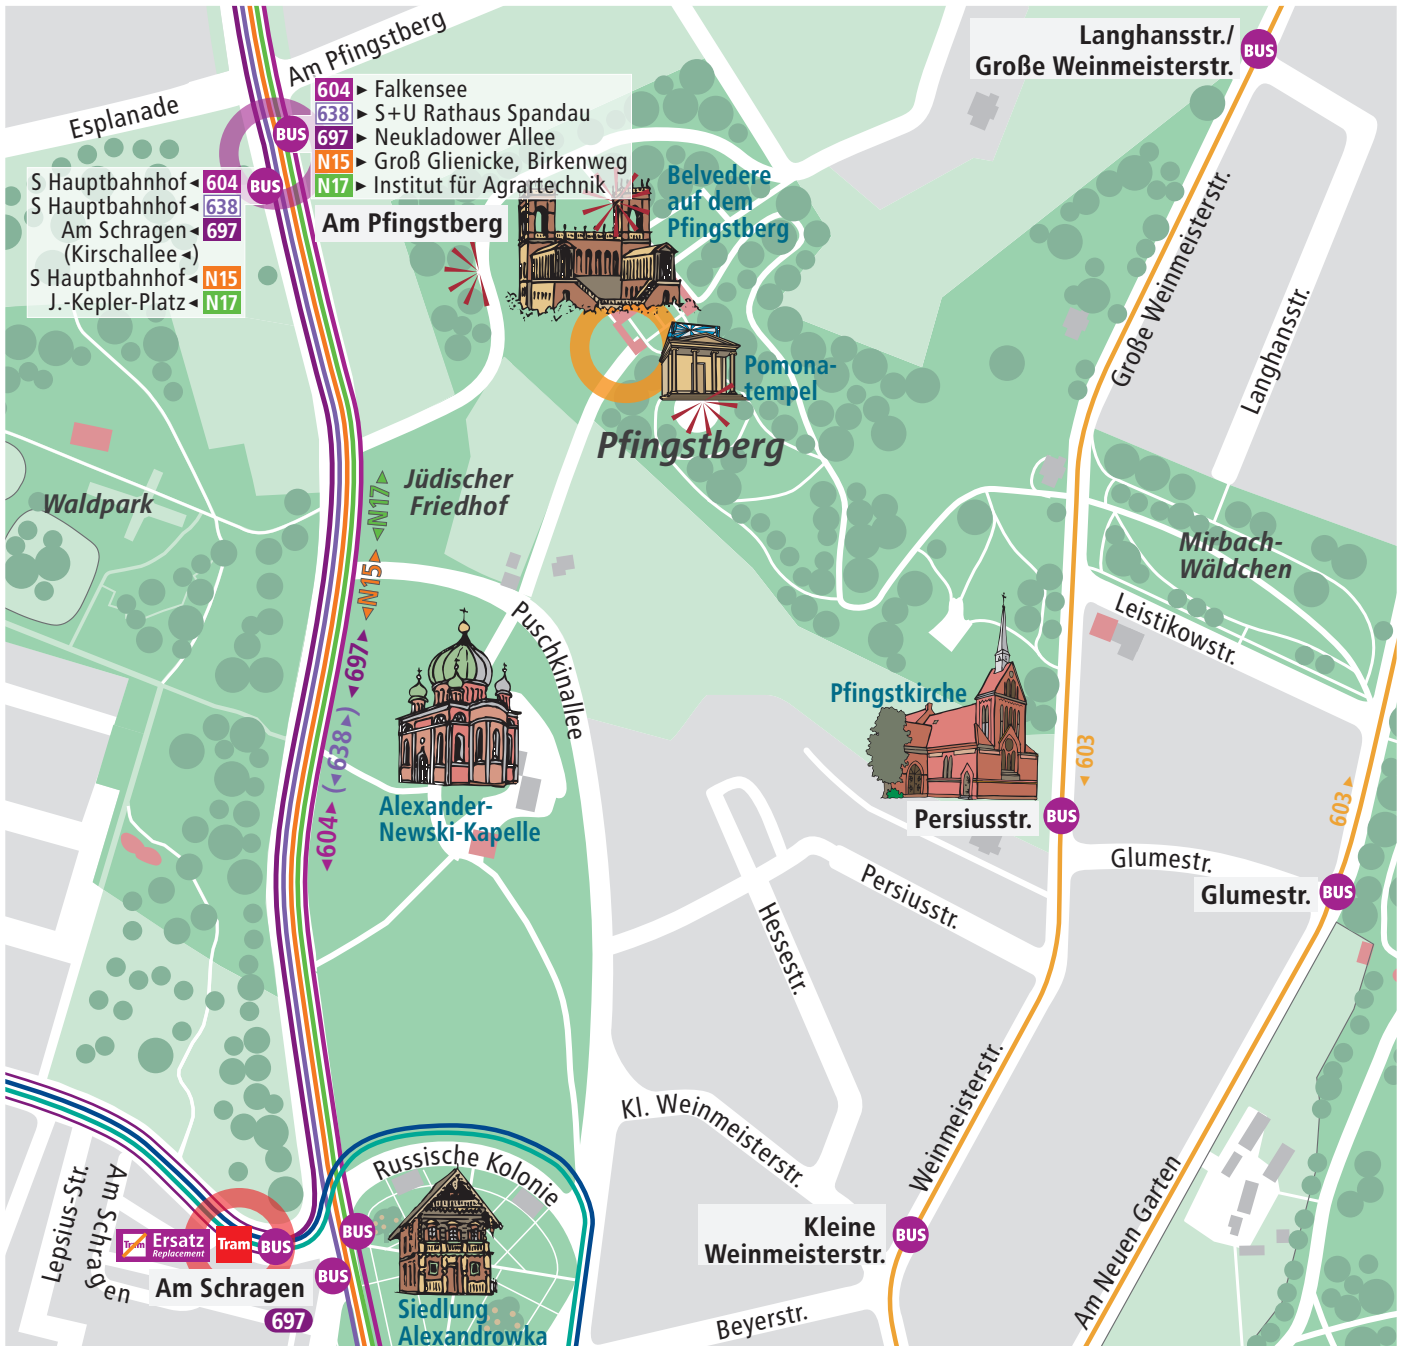 Am Pfingstberg
Esplanade
BUS
604 ► Falkensee
638 ► S+U Rathaus Spandau
697 ► Neukladower Allee
N15 ► Groß Glienicke, Birkenweg
N17 ► Institut für Agrartechnik
BUS
S Hauptbahnhof ◄ 604
S Hauptbahnhof ◄ 638
Am Schragen ◄ 697
(Kirschallee ◄)
S Hauptbahnhof ◄ N15
J.-Kepler-Platz ◄ N17
Am Pfingstberg
Belvedere
auf dem
Pfingstberg
Pomona-
tempel
Pfingstberg
Langhansstr./
Große Weinmeisterstr.
BUS
Große Weinmeisterstr.
Langhansstr.
Waldpark
Jüdischer
Friedhof
◄N17►
◄N15►
◄697►
(◄638►)
◄604►
Puschkinallee
Mirbach-
Wäldchen
Leistikowstr.
Alexander-
Newski-Kapelle
Pfingstkirche
◄ 603
603 ►
Persiusstr.
BUS
Glumestr.
Glumestr.
BUS
Persiusstr.
Hessestr.
Kl. Weinmeisterstr.
Weinmeisterstr.
Am Neuen Garten
Kleine
Weinmeisterstr.
BUS
Beyerstr.
Russische Kolonie
Siedlung
Alexandrowka
Lepsius-Str.
Am Schragen
Tram
Ersatz
Replacement
Tram
BUS
BUS
BUS
Am Schragen
697